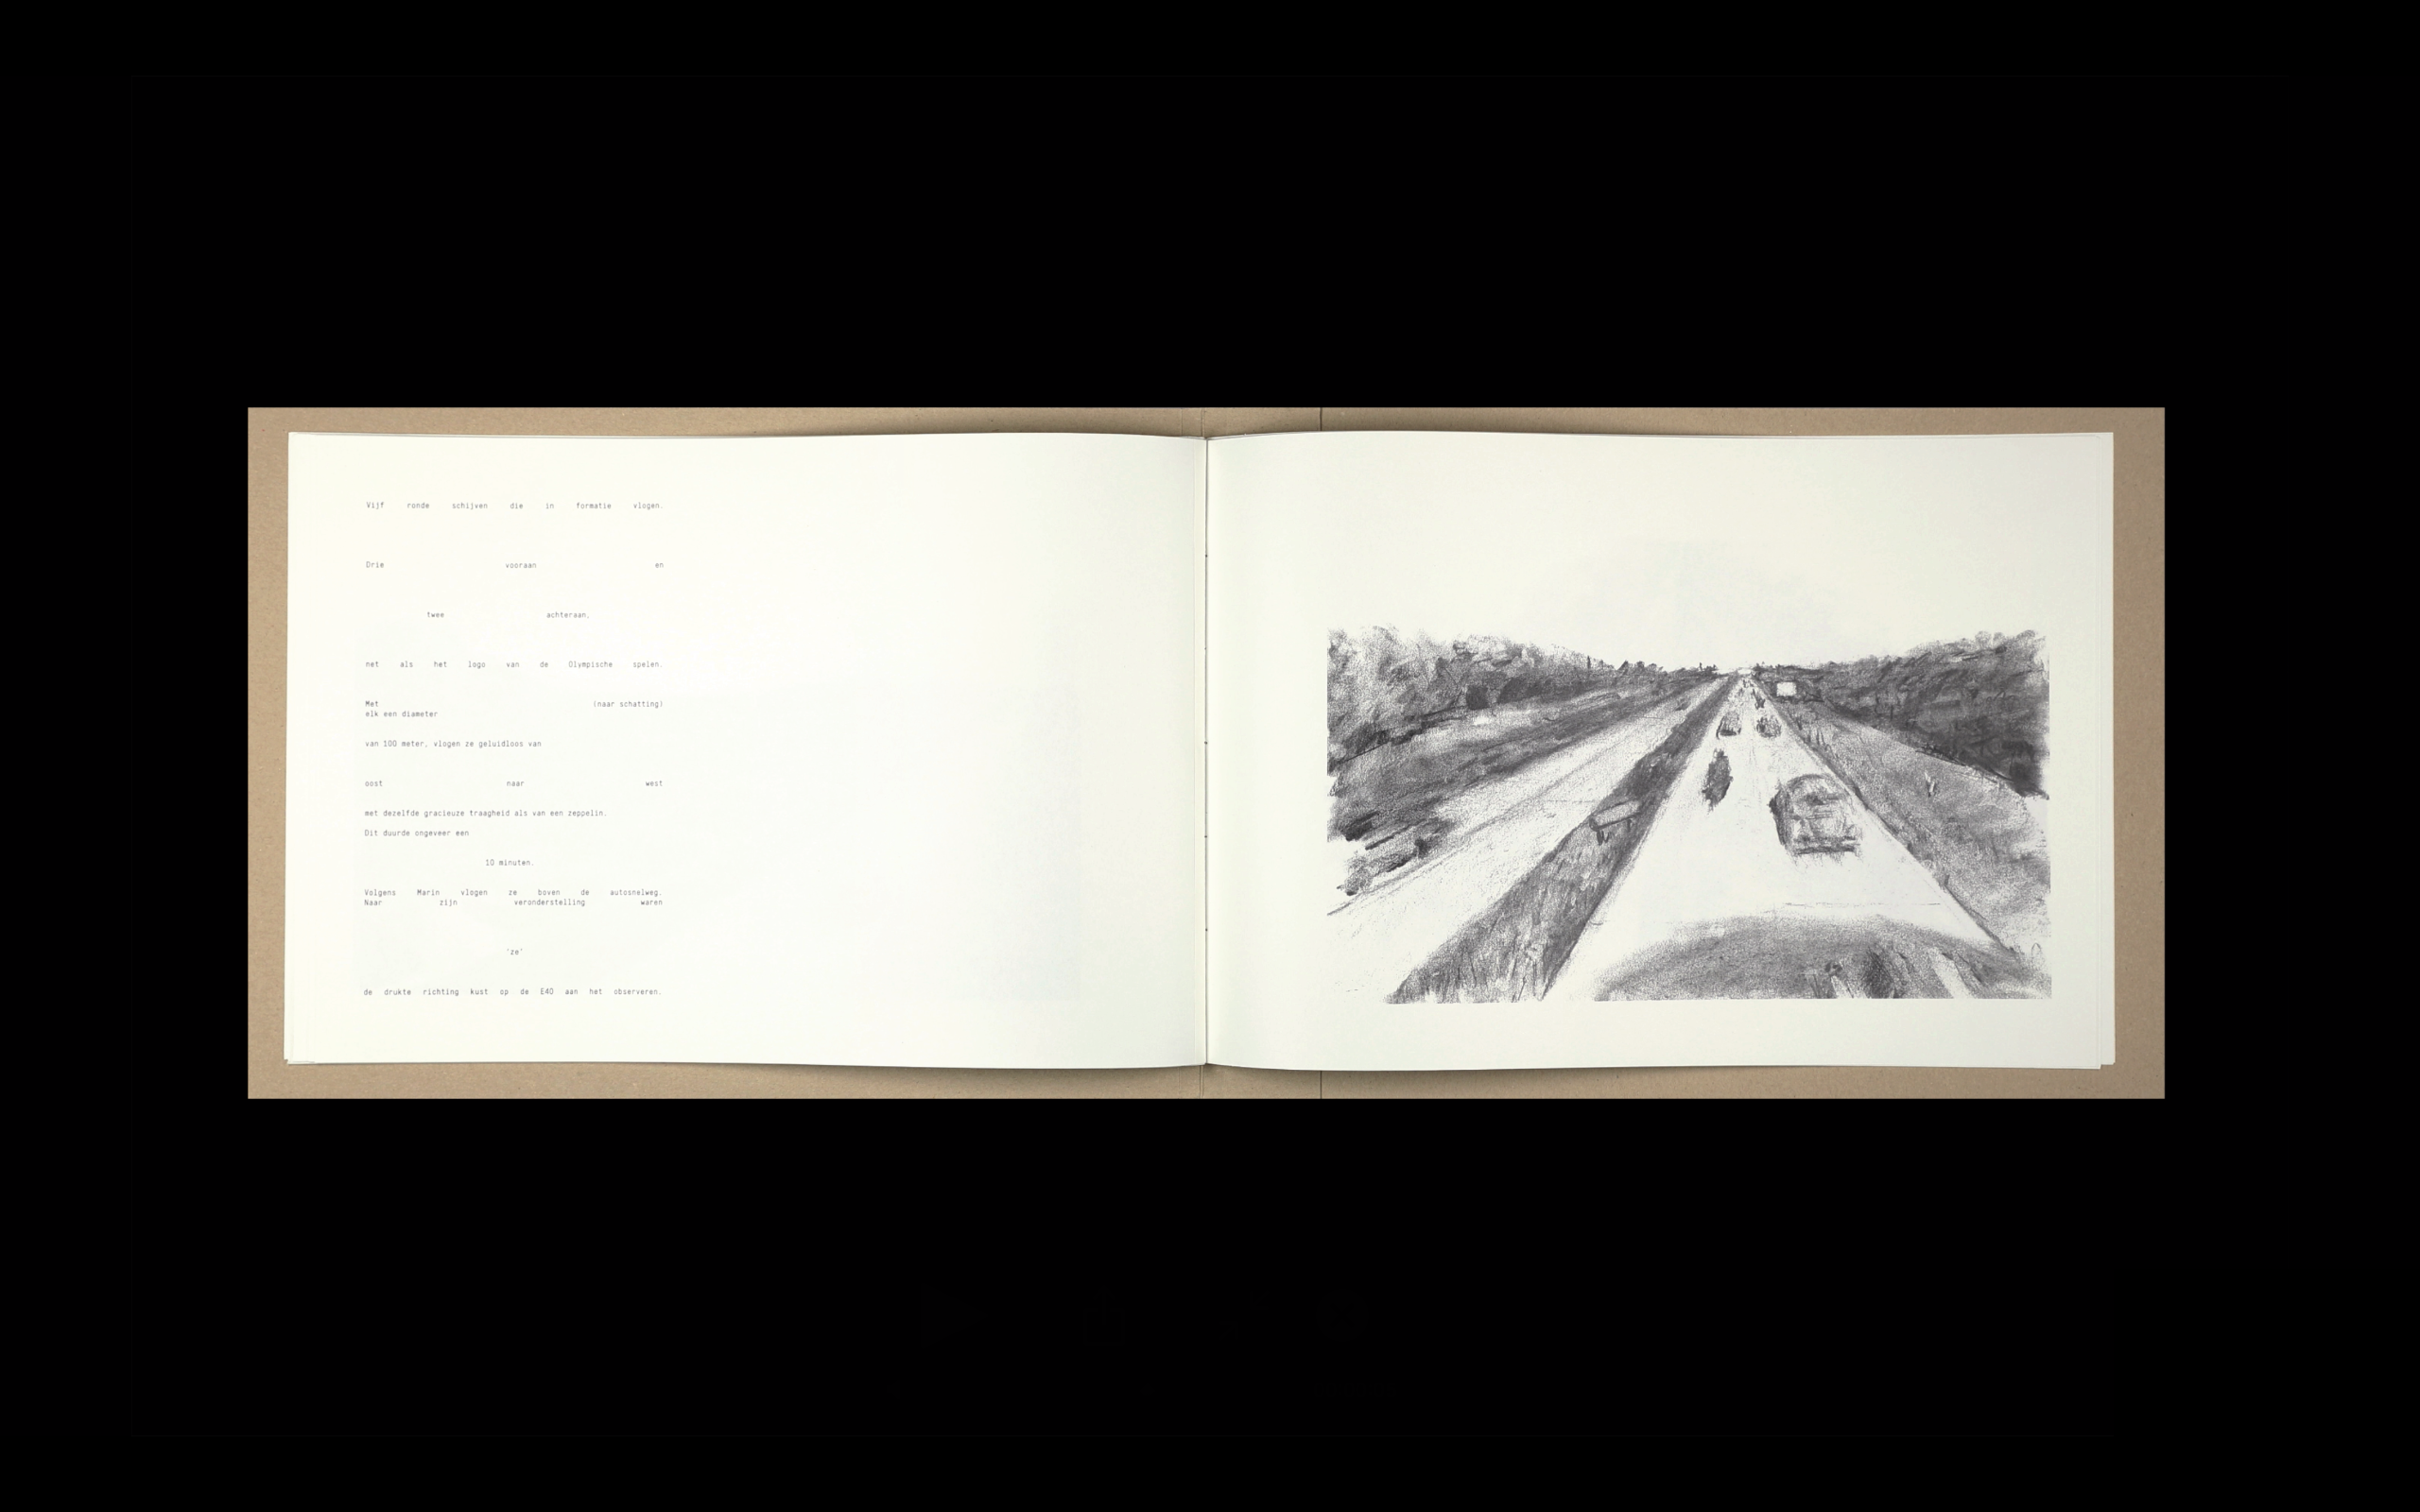 Vijf ronde schijven die in formatie vlogen.
Drie vooraan en
twee achteraan,
net als het logo van de Olympische spelen.
Met (naar schatting)
elk een diameter
van 100 meter, vlogen ze geluidloos van
oost naar west
met dezelfde gracieuze traagheid als van een zeppelin.
Dit duurde ongeveer een
10 minuten.
Volgens Marin vlogen ze boven de autosnelweg.
Naar zijn veronderstelling waren
'ze'
de drukte richting kust op de E40 aan het observeren.